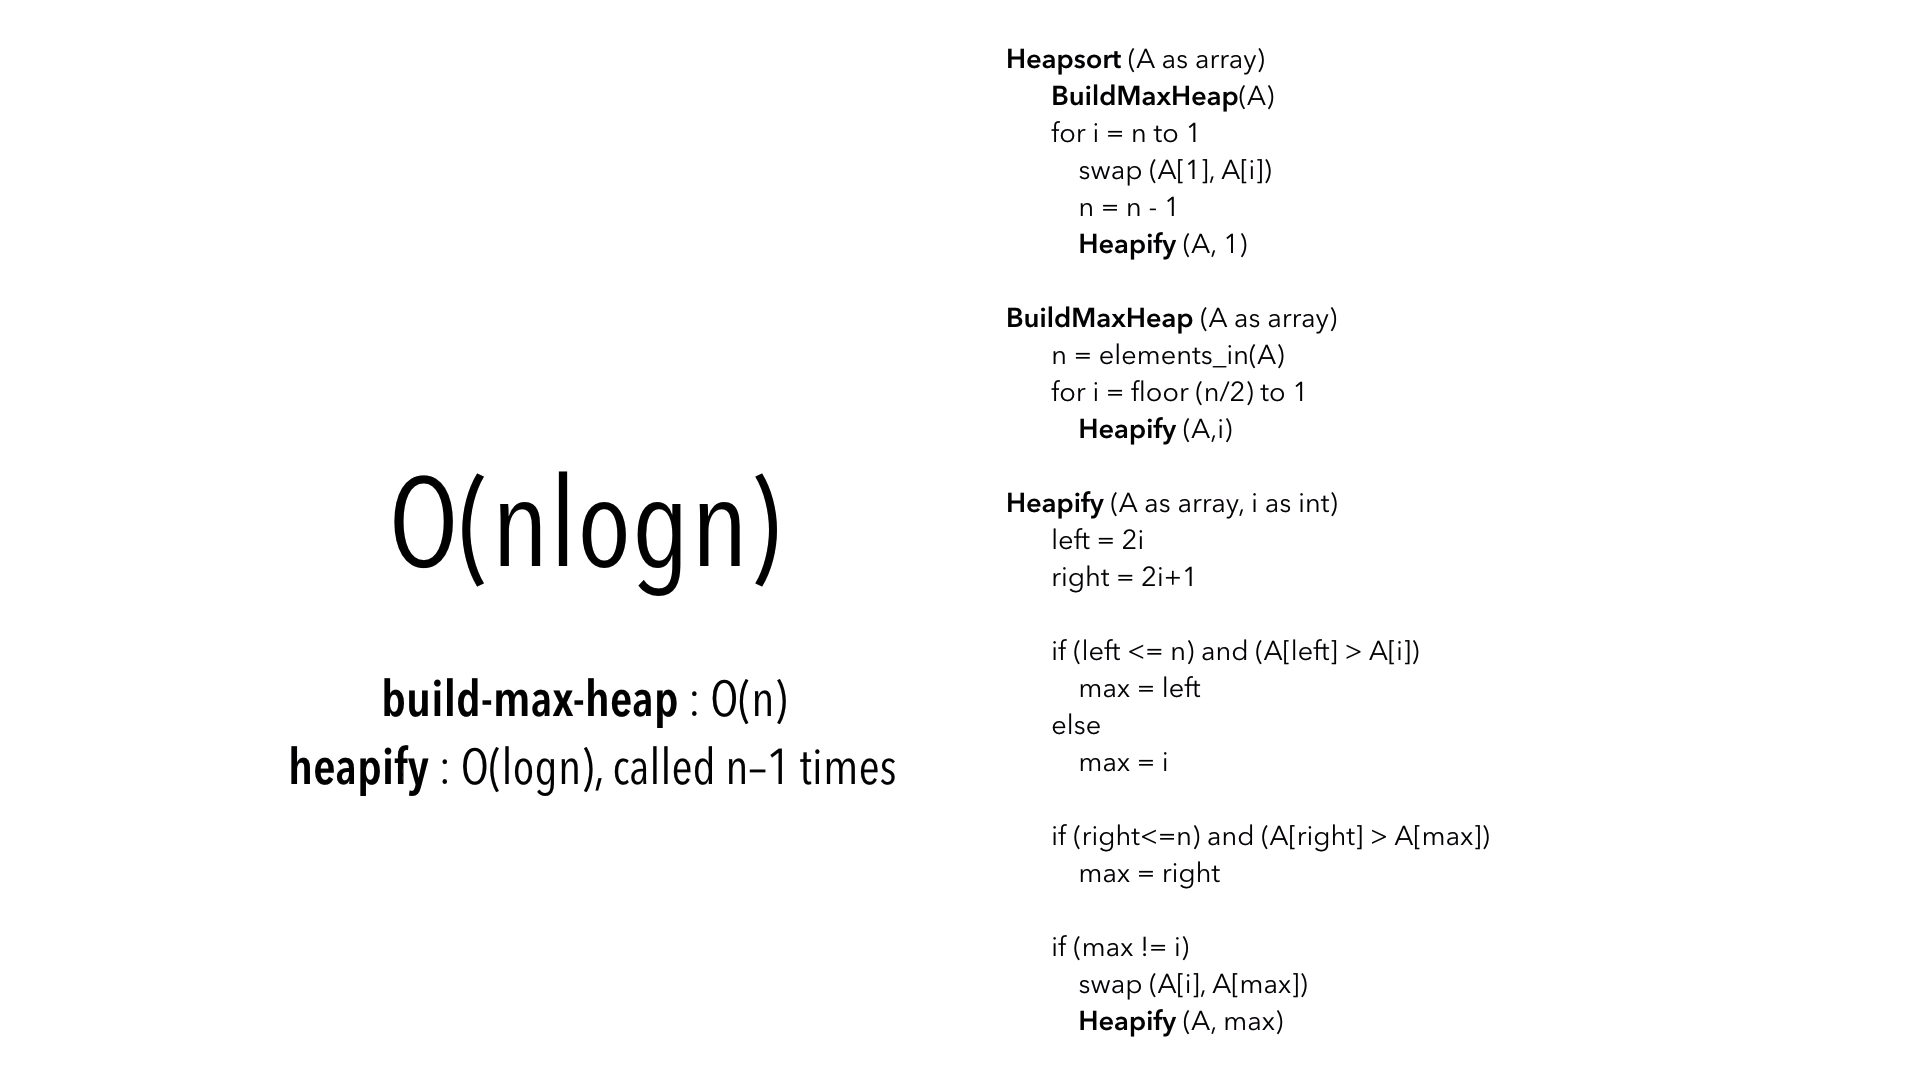 O(nlogn)
build-max-heap : O(n)
heapify : O(logn), called n–1 times
Heapsort (A as array)
BuildMaxHeap(A)
for i = n to 1
swap (A[1], A[i])
n = n - 1
Heapify (A, 1)
BuildMaxHeap (A as array)
n = elements_in(A)
for i = floor (n/2) to 1
Heapify (A,i)
Heapify (A as array, i as int)
left = 2i
right = 2i+1
if (left <= n) and (A[left] > A[i])
max = left
else
max = i
if (right<=n) and (A[right] > A[max])
max = right
if (max != i)
swap (A[i], A[max])
Heapify (A, max)